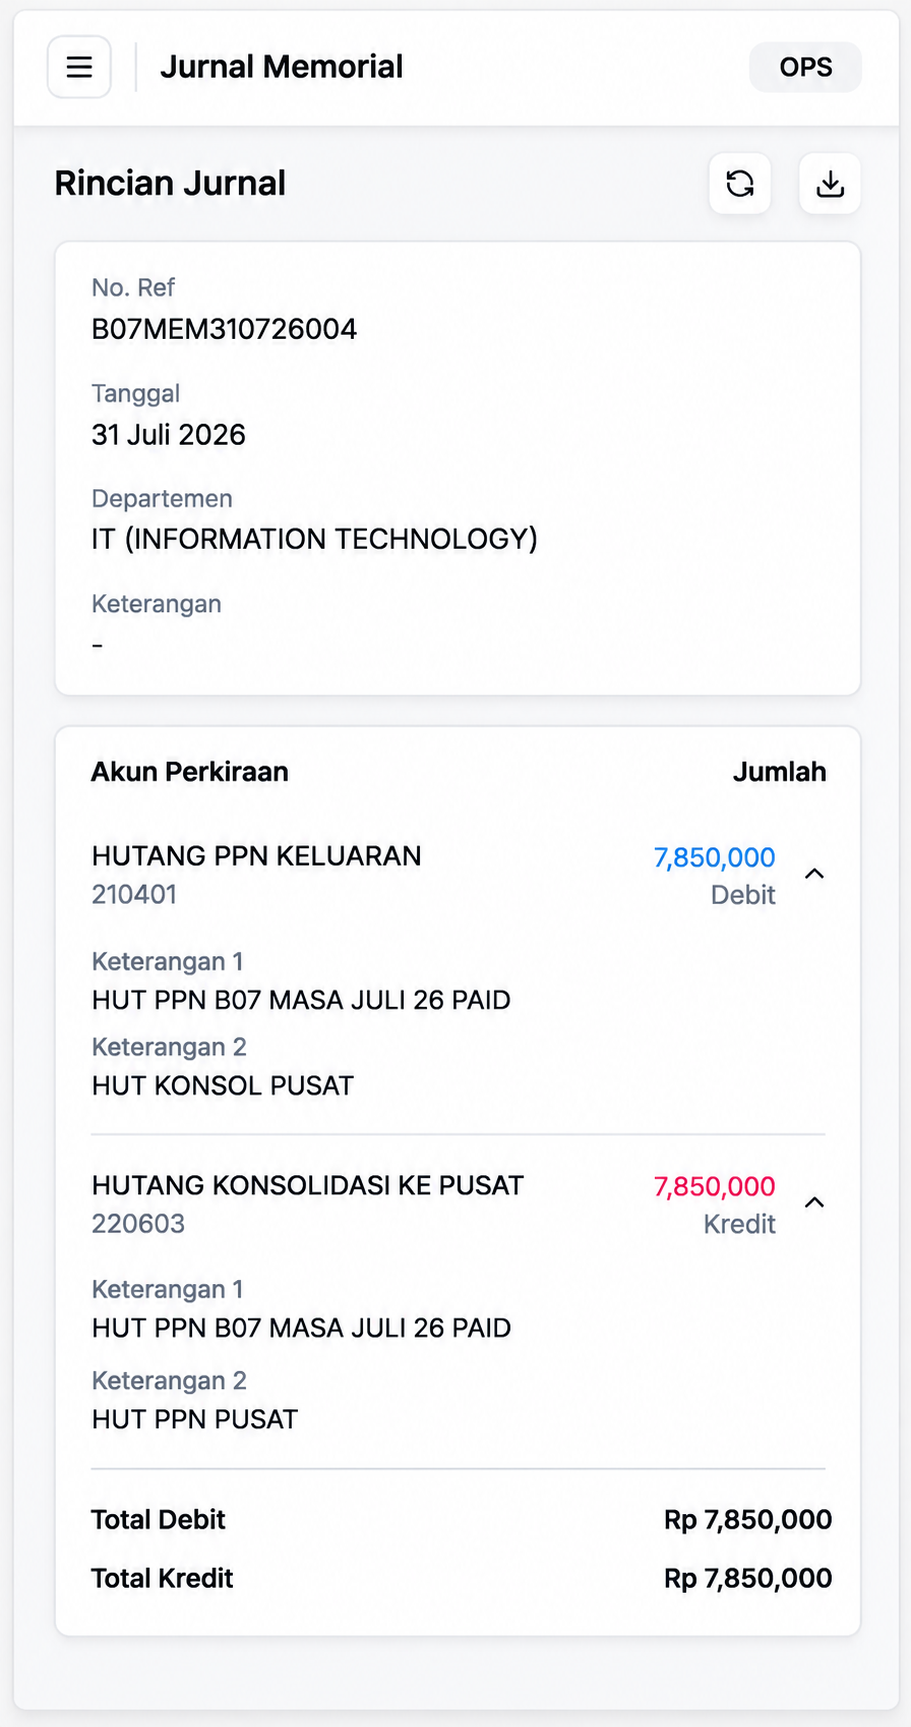 Jurnal Memorial
OPS
Rincian Jurnal
No. Ref
B07MEM310726004
Tanggal
31 Juli 2026
Departemen
IT (INFORMATION TECHNOLOGY)
Keterangan
-
Akun Perkiraan Jumlah
HUTANG PPN KELUARAN 7,850,000
210401 Debit
Keterangan 1
HUT PPN B07 MASA JULI 26 PAID
Keterangan 2
HUT KONSOL PUSAT
HUTANG KONSOLIDASI KE PUSAT 7,850,000
220603 Kredit
Keterangan 1
HUT PPN B07 MASA JULI 26 PAID
Keterangan 2
HUT PPN PUSAT
Total Debit Rp 7,850,000
Total Kredit Rp 7,850,000